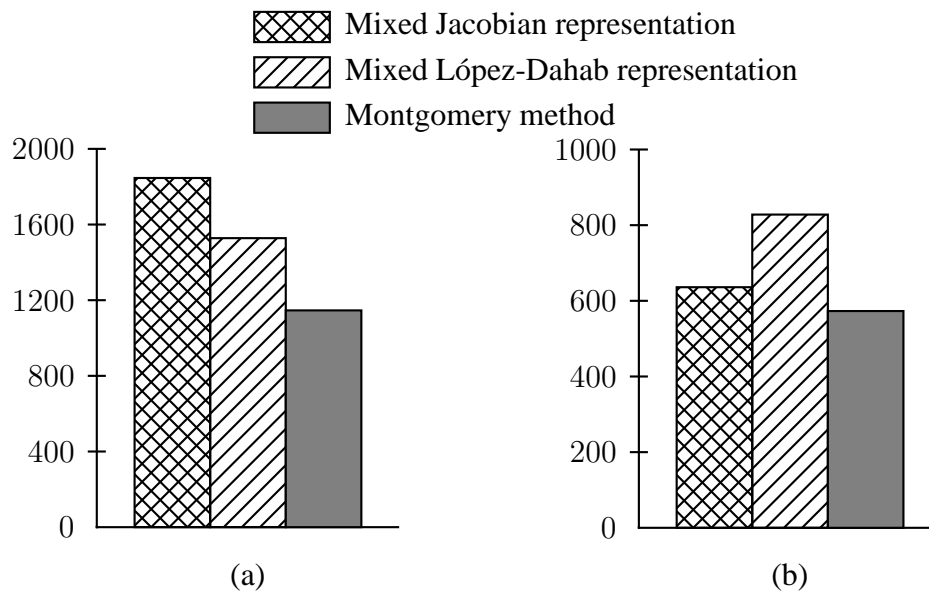 Mixed Jacobian representation
Mixed López-Dahab representation
Montgomery method
2000
1600
1200
800
400
0
(a)
1000
800
600
400
200
0
(b)